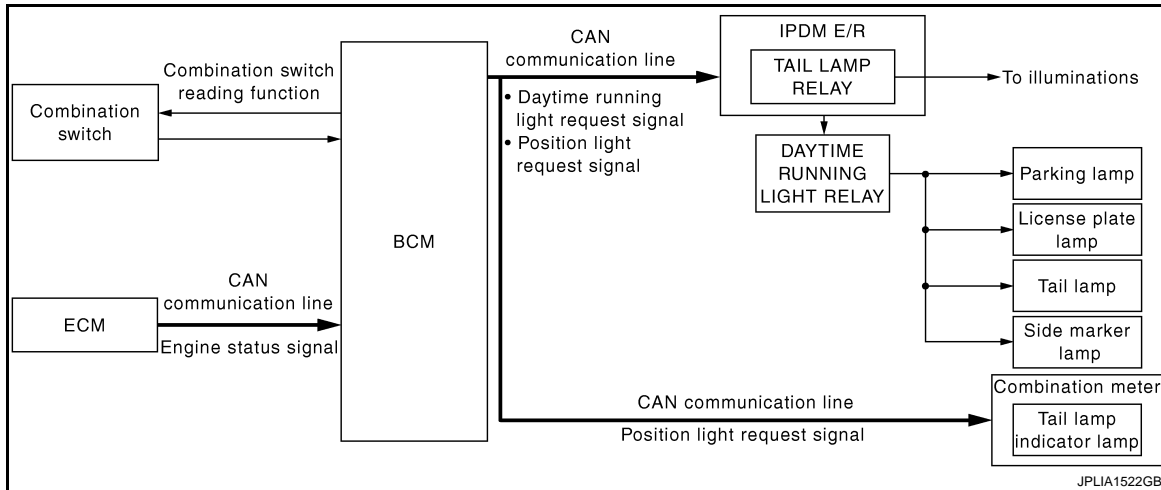 Combination
switch
Combination switch
reading function
ECM
CAN
communication line
Engine status signal
BCM
CAN
communication line
• Daytime running
light request signal
• Position light
request signal
IPDM E/R
TAIL LAMP
RELAY
To illuminations
DAYTIME
RUNNING
LIGHT RELAY
Parking lamp
License plate
lamp
Tail lamp
Side marker
lamp
CAN communication line
Position light request signal
Combination meter
Tail lamp
indicator lamp
JPLIA1522GB